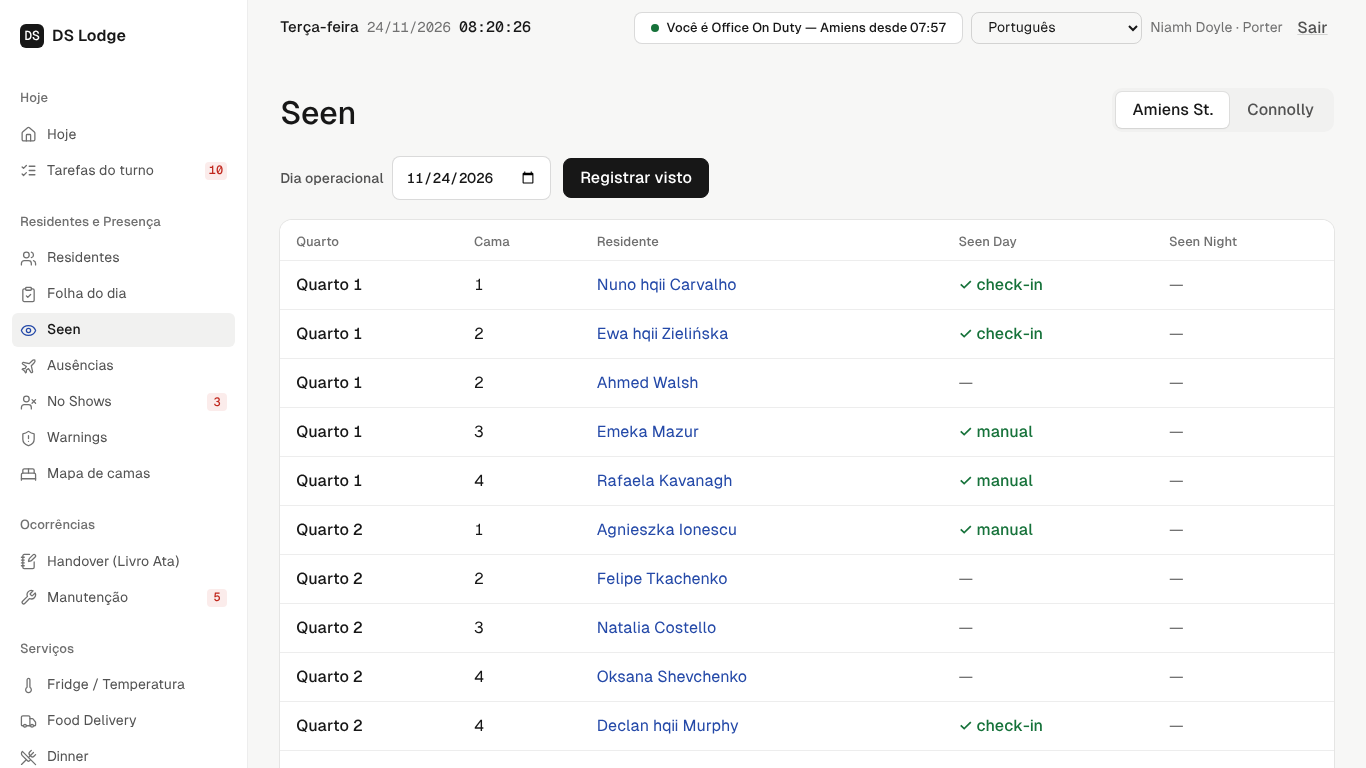 DS DS Lodge
Terça-feira 24/11/2026 08:20:26
Você é Office On Duty — Amiens desde 07:57
Português
Niamh Doyle · Porter
Sair
Hoje
Hoje
Tarefas do turno 10
Residentes e Presença
Residentes
Folha do dia
Seen
Ausências
No Shows 3
Warnings
Mapa de camas
Ocorrências
Handover (Livro Ata)
Manutenção 5
Serviços
Fridge / Temperatura
Food Delivery
Dinner
Seen
Amiens St. Connolly
Dia operacional 11/24/2026 Registrar visto
Quarto Cama Residente Seen Day Seen Night
Quarto 1 1 Nuno hqii Carvalho ✓ check-in —
Quarto 1 2 Ewa hqii Zielińska ✓ check-in —
Quarto 1 2 Ahmed Walsh — —
Quarto 1 3 Emeka Mazur ✓ manual —
Quarto 1 4 Rafaela Kavanagh ✓ manual —
Quarto 2 1 Agnieszka Ionescu ✓ manual —
Quarto 2 2 Felipe Tkachenko — —
Quarto 2 3 Natalia Costello — —
Quarto 2 4 Oksana Shevchenko — —
Quarto 2 4 Declan hqii Murphy ✓ check-in —